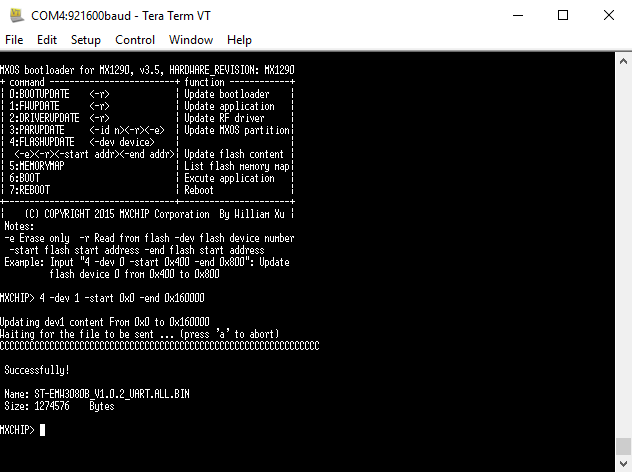 COM4:921600baud - Tera Term VT
File Edit Setup Control Window Help
MXOS bootloader for MX1290, v3.5, HARDWARE_REVISION: MX1290
+ command -------------------------+ function ------------+
| 0:BOOTUPDATE    <-r>             | Update bootloader    |
| 1:FWUPDATE      <-r>             | Update application   |
| 2:DRIVERUPDATE  <-r>             | Update RF driver     |
| 3:PARUPDATE     <-id n><-r><-e>  | Update MXOS partition|
| 4:FLASHUPDATE   <-dev device>    |                      |
|  <-e><-r><-start addr><-end addr>| Update flash content |
| 5:MEMORYMAP                      | List flash memory map|
| 6:BOOT                           | Excute application   |
| 7:REBOOT                         | Reboot               |
+----------------------------------+----------------------+
|    (C) COPYRIGHT 2015 MXCHIP Corporation  By William Xu |
Notes:
-e Erase only  -r Read from flash -dev flash device number
-start flash start address -end flash start address
Example: Input "4 -dev 0 -start 0x400 -end 0x800": Update
flash device 0 from 0x400 to 0x800
MXCHIP> 4 -dev 1 -start 0x0 -end 0x160000
Updating dev1 content From 0x0 to 0x160000
Waiting for the file to be sent ... (press 'a' to abort)
CCCCCCCCCCCCCCCCCCCCCCCCCCCCCCCCCCCCCCCCCCCCCCCCCCCCCCCCCCCCCCCC
Successfully!
Name: ST-EMW3080B_V1.0.2_UART.ALL.BIN
Size: 1274576   Bytes
MXCHIP>